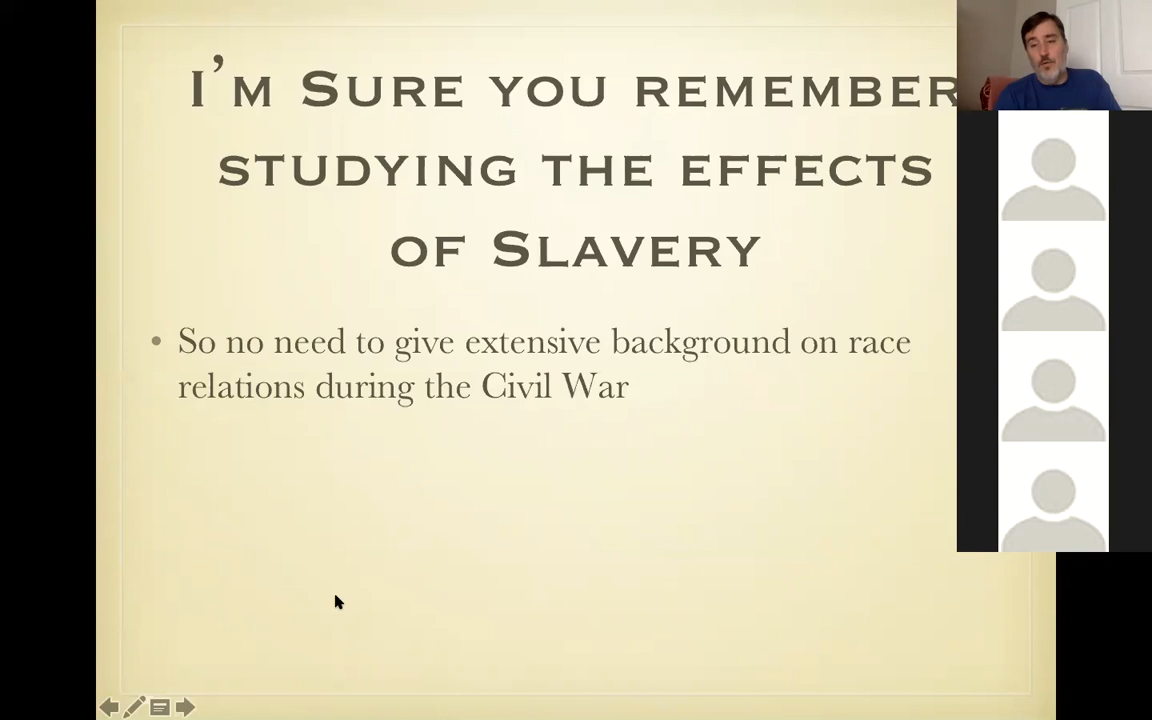 I’m Sure you remember
studying the effects
of Slavery
• So no need to give extensive background on race
relations during the Civil War